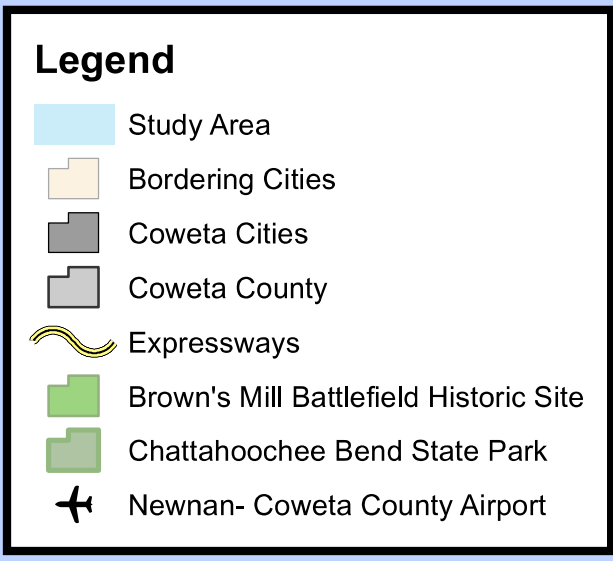 Legend
Study Area
Bordering Cities
Coweta Cities
Coweta County
Expressways
Brown's Mill Battlefield Historic Site
Chattahoochee Bend State Park
Newnan- Coweta County Airport